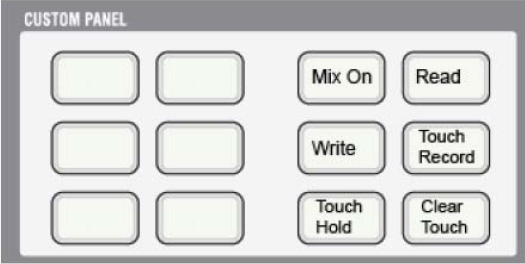 CUSTOM PANEL
Mix On
Read
Write
Touch
Record
Touch
Hold
Clear
Touch